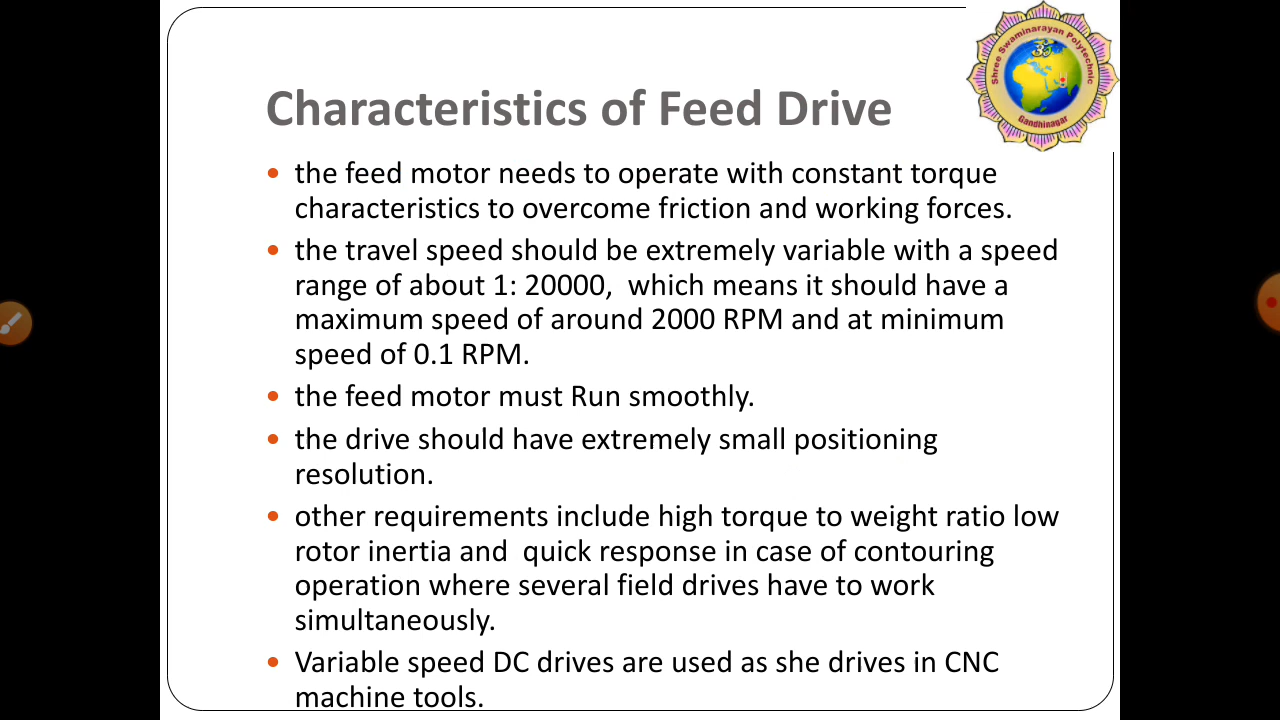 Shree Swaminarayan Polytechnic
ॐ
Gandhinagar
Characteristics of Feed Drive
• the feed motor needs to operate with constant torque
characteristics to overcome friction and working forces.
• the travel speed should be extremely variable with a speed
range of about 1: 20000,  which means it should have a
maximum speed of around 2000 RPM and at minimum
speed of 0.1 RPM.
• the feed motor must Run smoothly.
• the drive should have extremely small positioning
resolution.
• other requirements include high torque to weight ratio low
rotor inertia and  quick response in case of contouring
operation where several field drives have to work
simultaneously.
• Variable speed DC drives are used as she drives in CNC
machine tools.